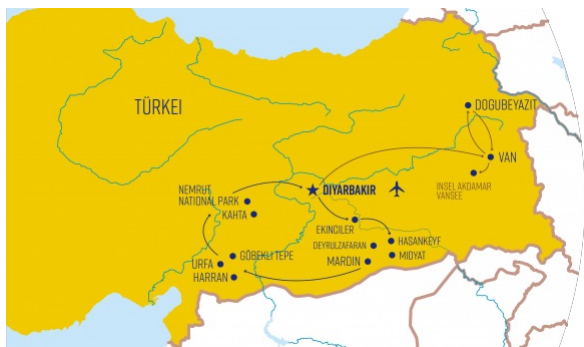 TÜRKEI
DOGUBEYAZIT
VAN
INSEL AKDAMAR
VANSEE
NEMRUT
NATIONAL PARK
KAHTA
DIYARBAKIR
EKINCILER
DEYRULZAFARAN
HASANKEYF
MIDYAT
MARDIN
GÖBEKLI TEPE
URFA
HARRAN